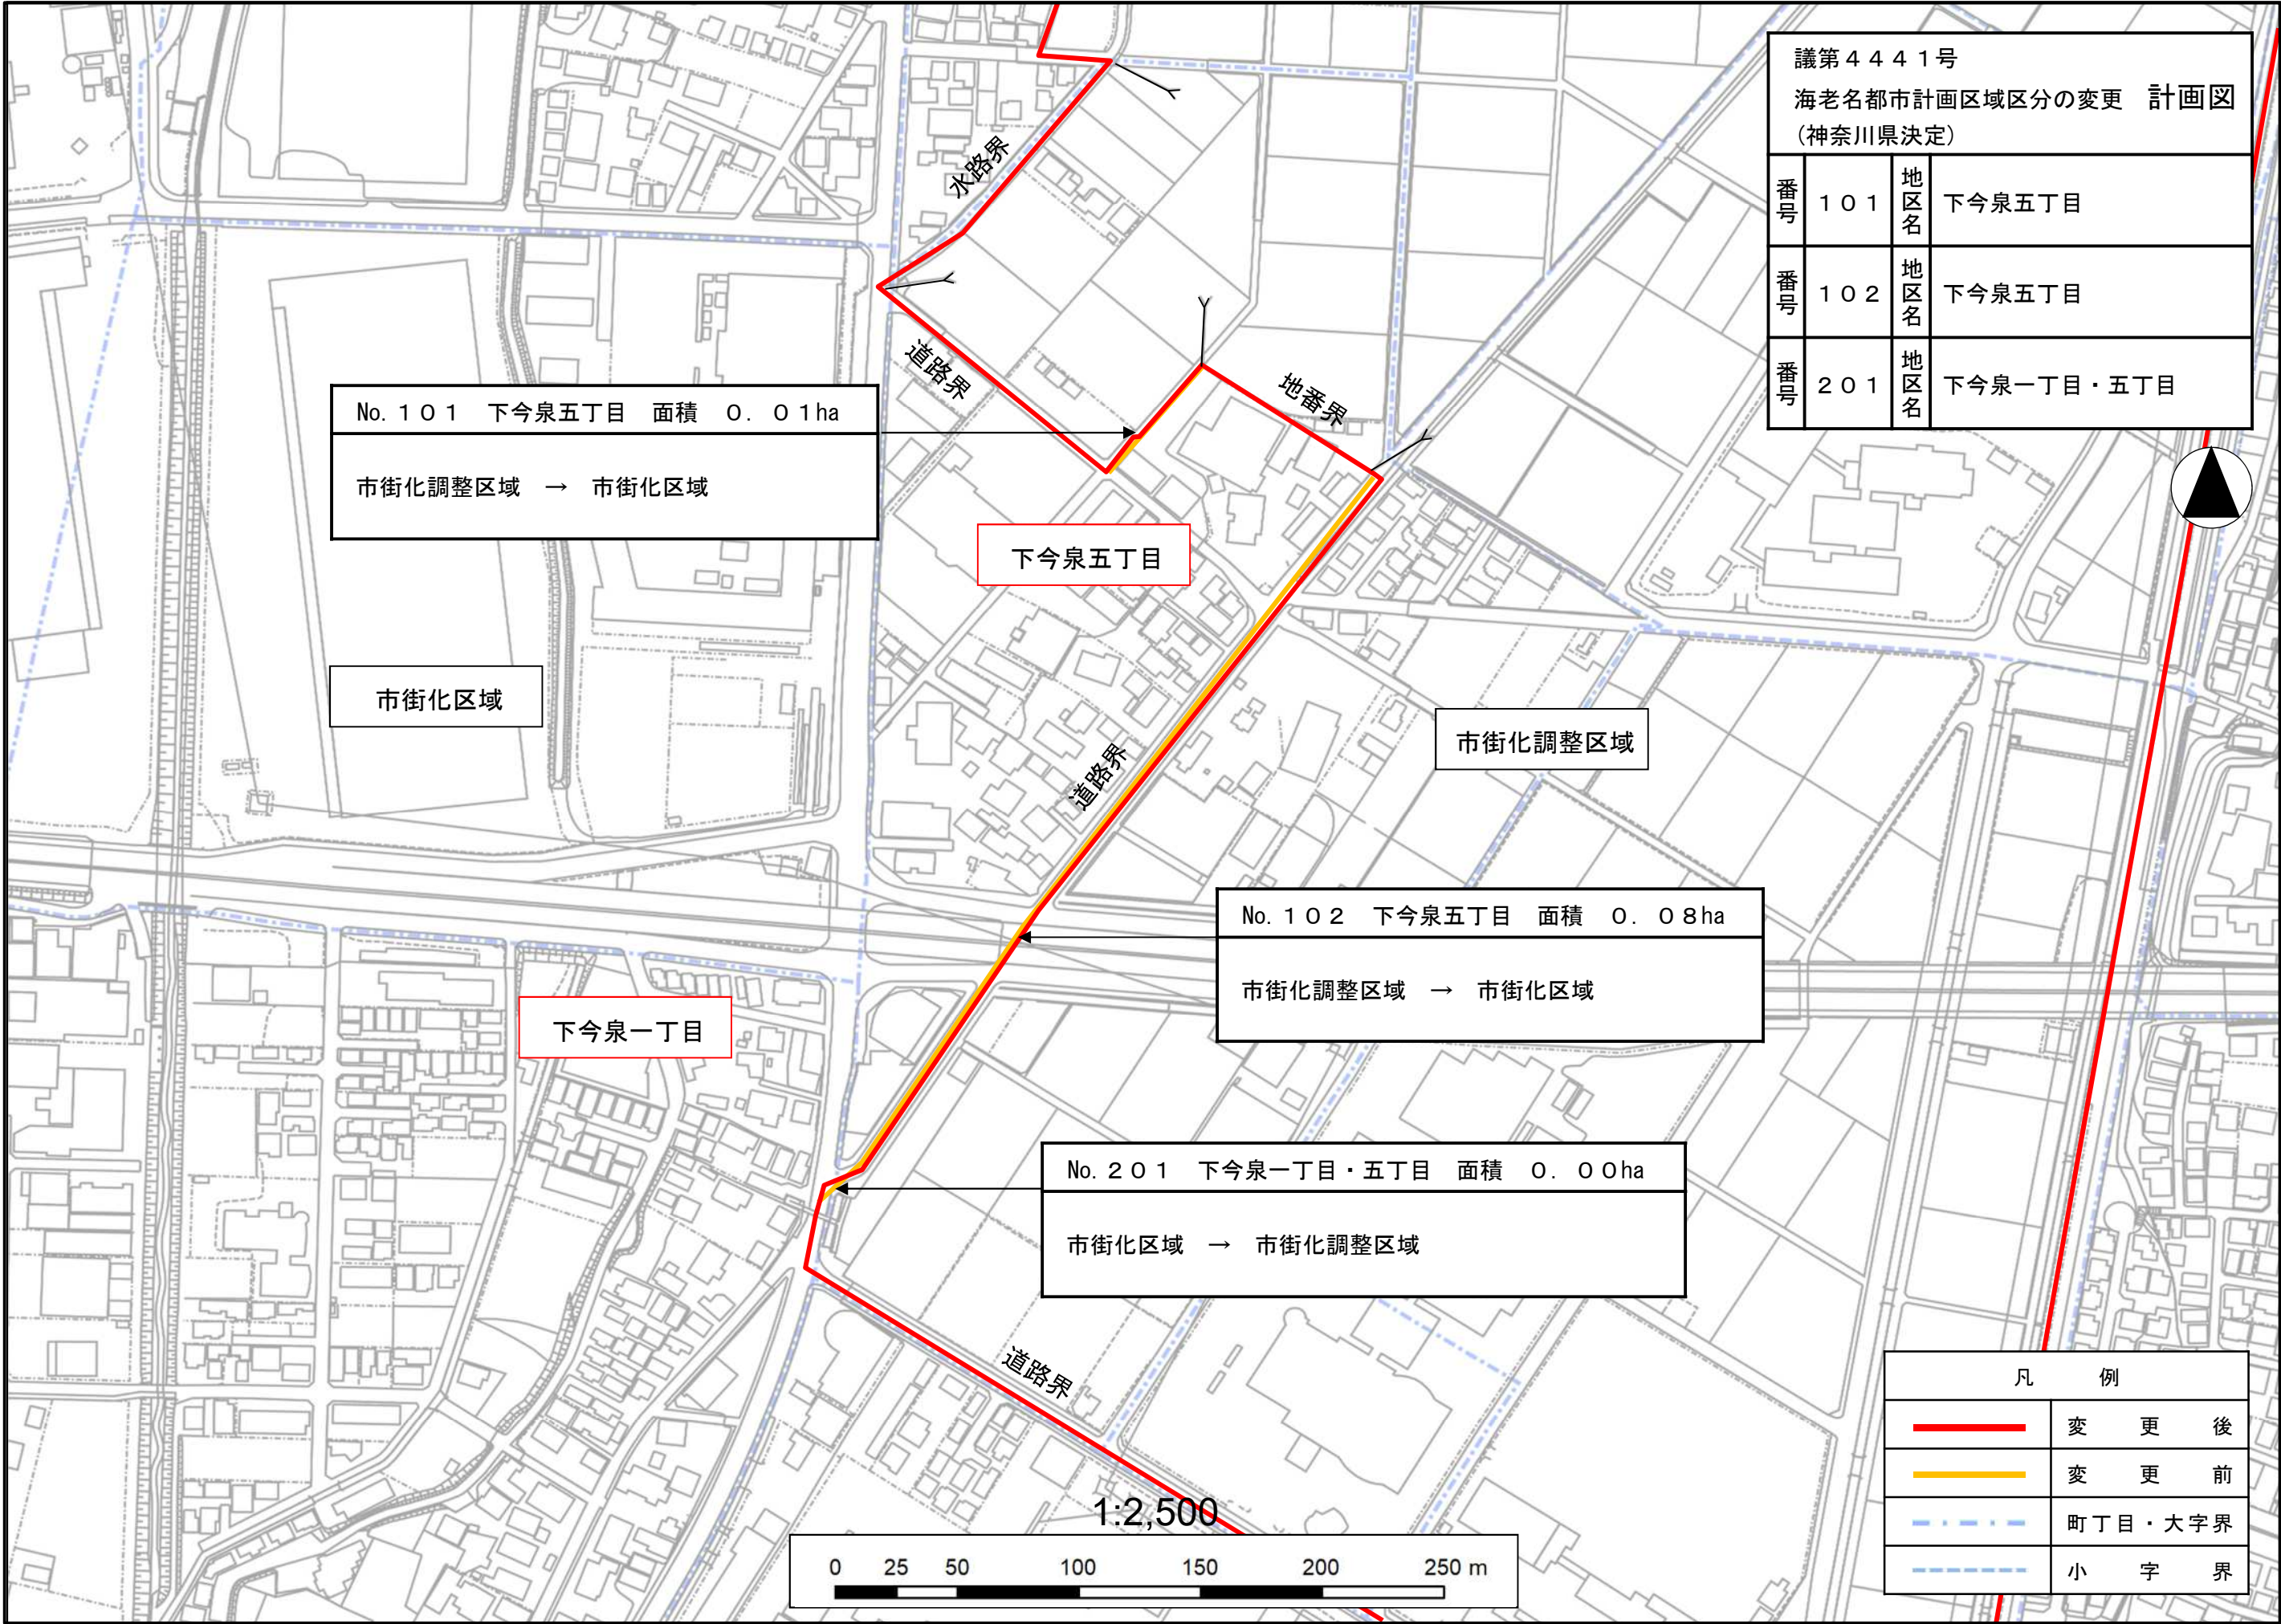 議第４４４１号
海老名都市計画区域区分の変更 計画図
(神奈川県決定)
番号 １０１ 地区名 下今泉五丁目
番号 １０２ 地区名 下今泉五丁目
番号 ２０１ 地区名 下今泉一丁目・五丁目
水路界
道路界
地番界
No.１０１ 下今泉五丁目 面積 ０．０１ha
市街化調整区域 → 市街化区域
下今泉五丁目
市街化区域
市街化調整区域
道路界
No.１０２ 下今泉五丁目 面積 ０．０８ha
市街化調整区域 → 市街化区域
下今泉一丁目
No.２０１ 下今泉一丁目・五丁目 面積 ０．００ha
市街化区域 → 市街化調整区域
道路界
凡 例
変 更 後
変 更 前
町丁目・大字界
小 字 界
1:2,500
0 25 50 100 150 200 250 m